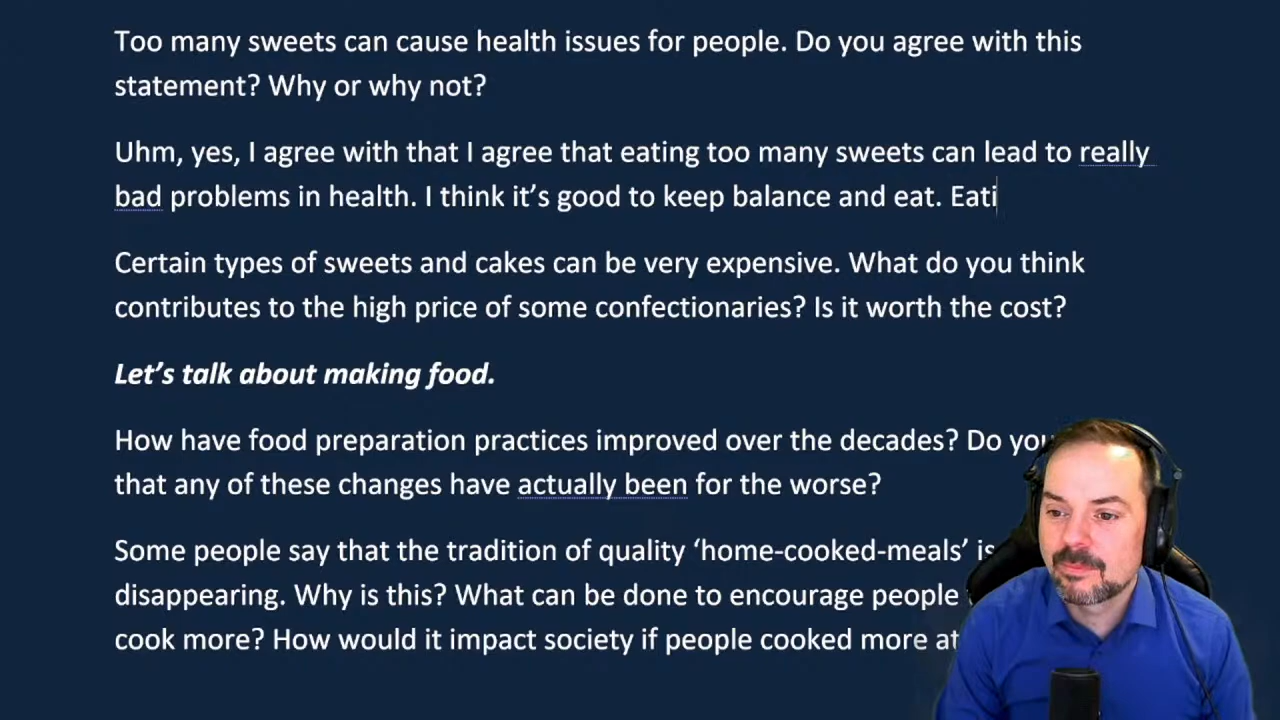 Too many sweets can cause health issues for people. Do you agree with this
statement? Why or why not?
Uhm, yes, I agree with that I agree that eating too many sweets can lead to really
bad problems in health. I think it’s good to keep balance and eat. Eati
Certain types of sweets and cakes can be very expensive. What do you think
contributes to the high price of some confectionaries? Is it worth the cost?
Let’s talk about making food.
How have food preparation practices improved over the decades? Do you
that any of these changes have actually been for the worse?
Some people say that the tradition of quality ‘home-cooked-meals’ is
disappearing. Why is this? What can be done to encourage people
cook more? How would it impact society if people cooked more at